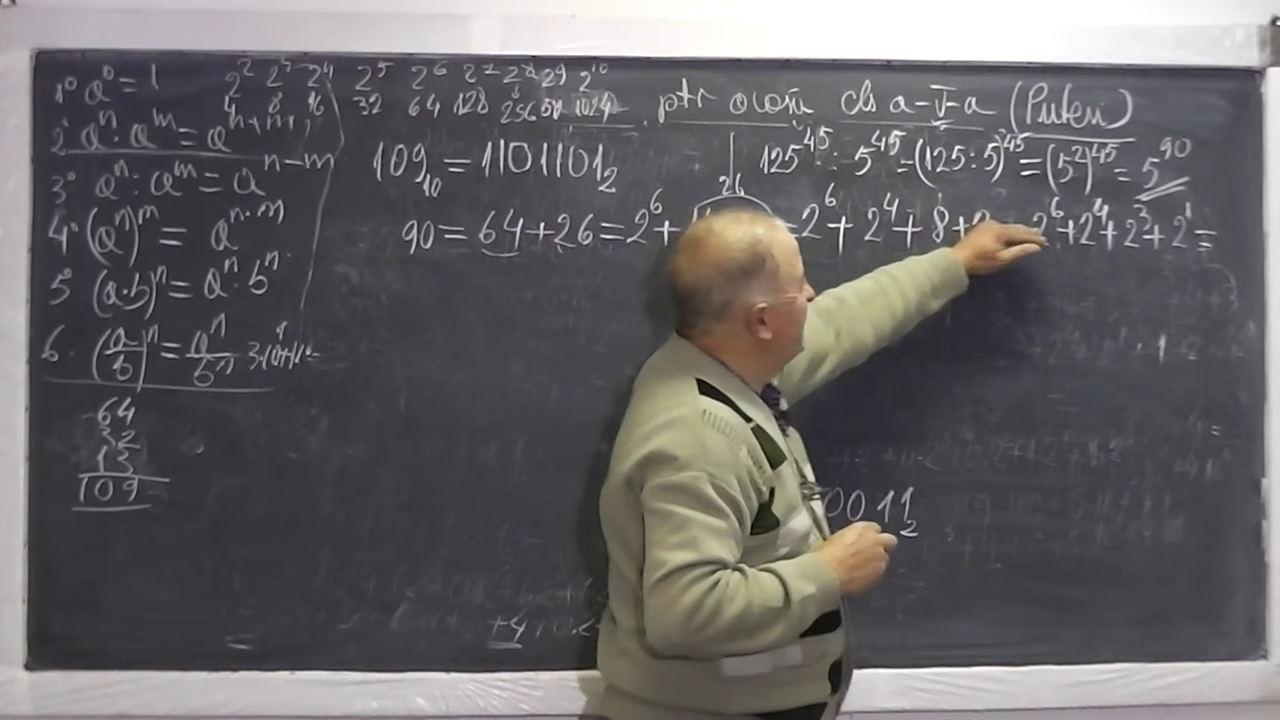 1° a⁰ = 1
2° aⁿ · aᵐ = aⁿ⁺ᵐ
3° aⁿ : aᵐ = aⁿ⁻ᵐ
4° (aⁿ)ᵐ = aⁿ·ᵐ
5° (a·b)ⁿ = aⁿ · bⁿ
6. (a/b)ⁿ = aⁿ/bⁿ
64
32
13
109
2² 2³ 2⁴ 2⁵ 2⁶ 2⁷ 2⁸ 2⁹ 2¹⁰
4 8 16 32 64 128 256 1024
ptr cls a-V-a (Puteri)
109₁₀ = 1101101₂
125⁴⁵ : 5⁴⁵ = (125:5)⁴⁵ = (5²)⁴⁵ = 5⁹⁰
26
90 = 64 + 26 = 2⁶ + = 2⁶ + 2⁴ + 8 + 2⁶ + 2⁴ + 2³ + 2¹ =
0011₂